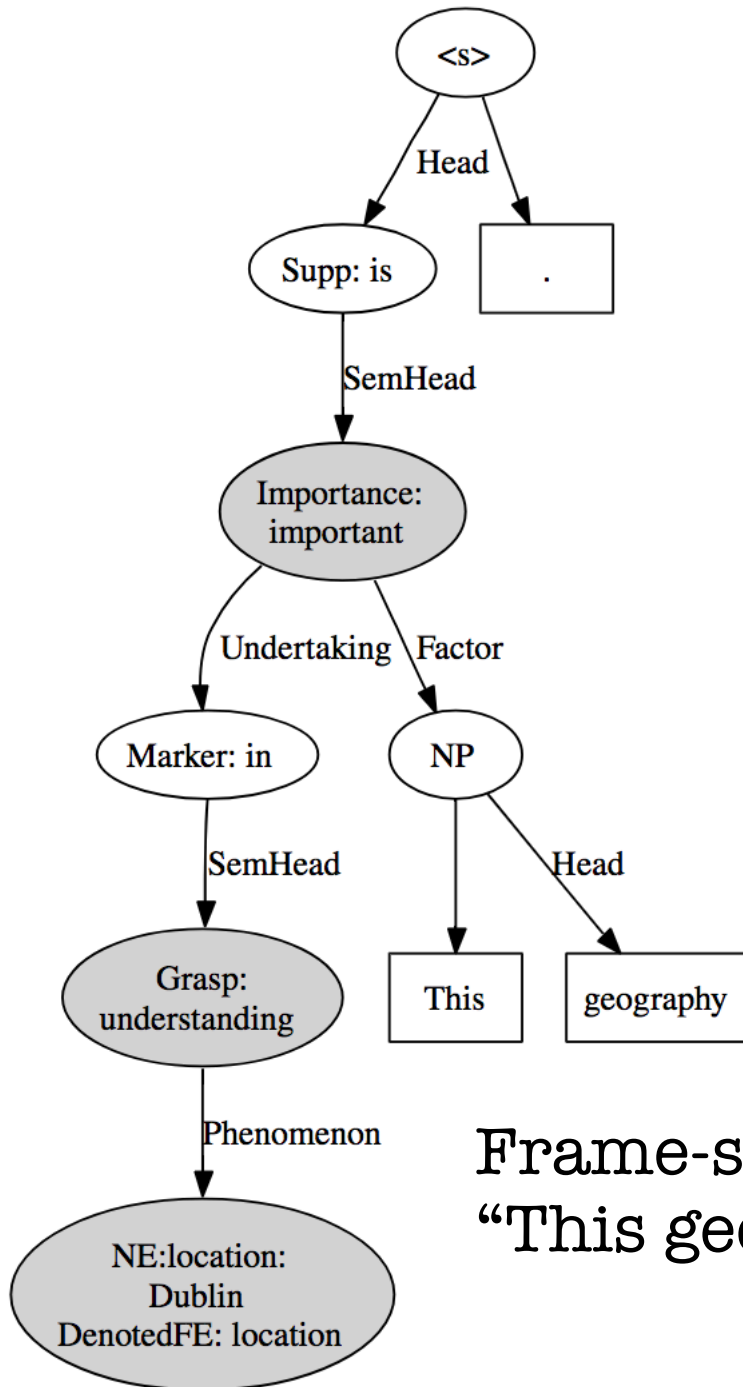 <s>
Head
Supp: is
.
SemHead
Importance:
important
Undertaking
Factor
Marker: in
NP
SemHead
Head
Grasp:
understanding
This
geography
Phenomenon
Frame-s
“This geo
NE:location:
Dublin
DenotedFE: location